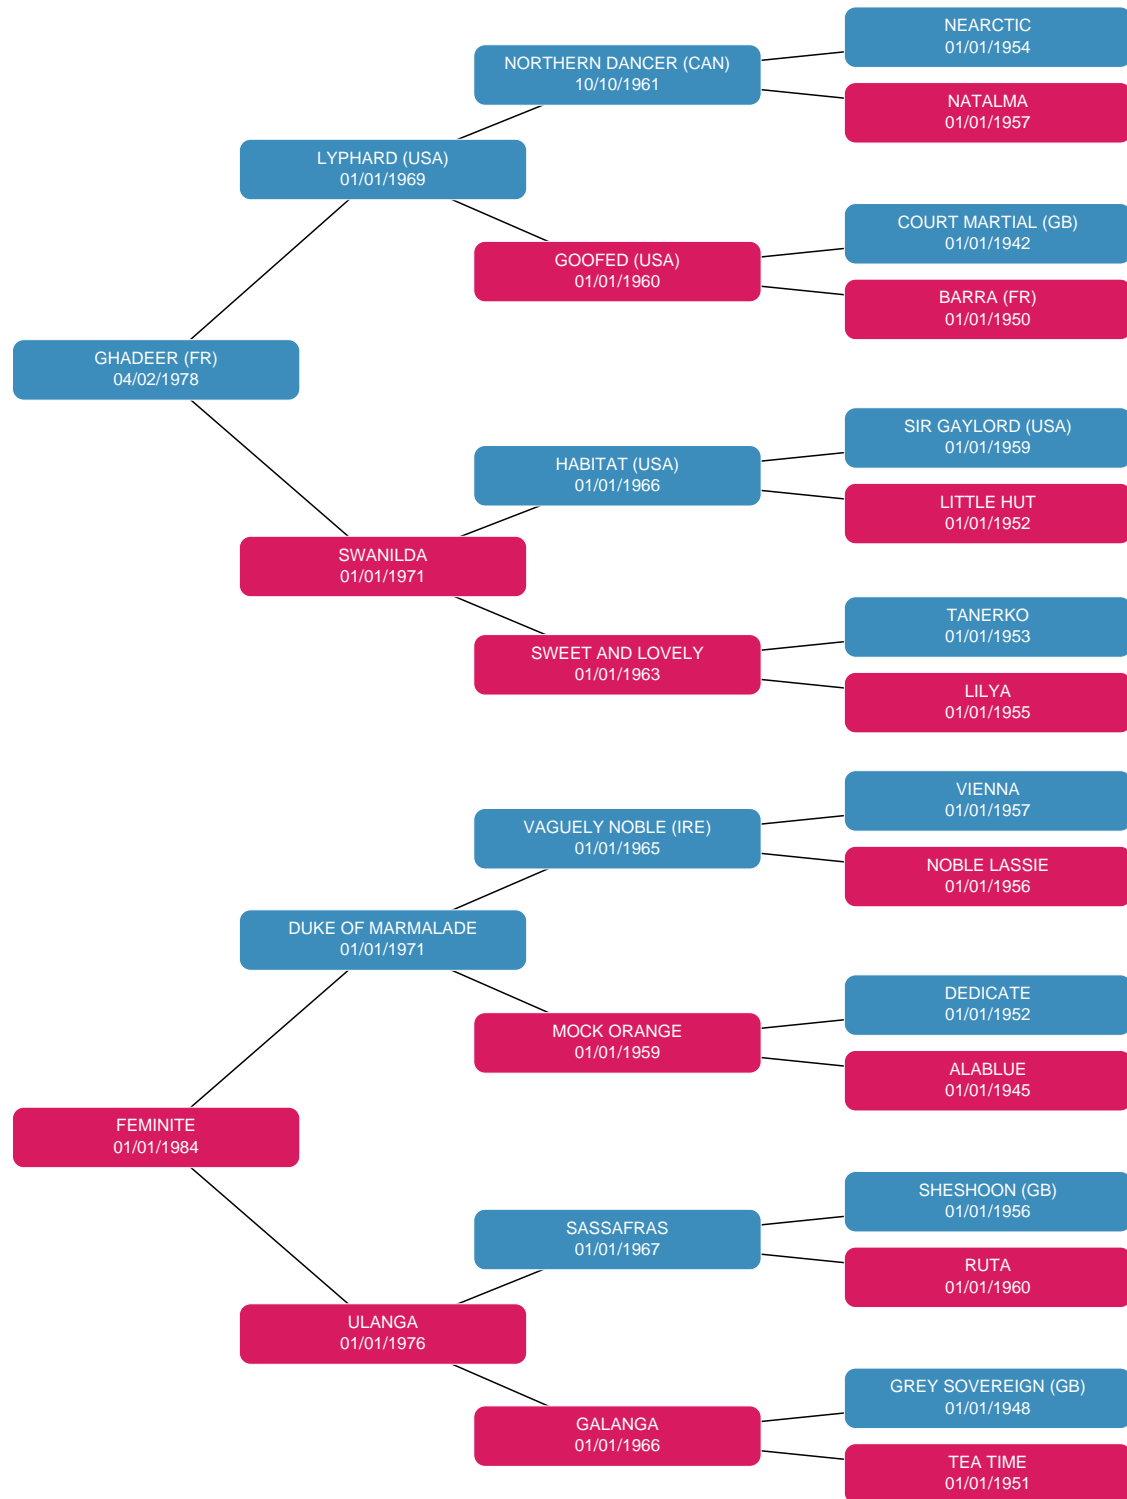 NEARCTIC
01/01/1954
NORTHERN DANCER (CAN)
10/10/1961
NATALMA
01/01/1957
LYPHARD (USA)
01/01/1969
COURT MARTIAL (GB)
01/01/1942
GOOFED (USA)
01/01/1960
BARRA (FR)
01/01/1950
GHADEER (FR)
04/02/1978
SIR GAYLORD (USA)
01/01/1959
HABITAT (USA)
01/01/1966
LITTLE HUT
01/01/1952
SWANILDA
01/01/1971
TANERKO
01/01/1953
SWEET AND LOVELY
01/01/1963
LILYA
01/01/1955
VIENNA
01/01/1957
VAGUELY NOBLE (IRE)
01/01/1965
NOBLE LASSIE
01/01/1956
DUKE OF MARMALADE
01/01/1971
DEDICATE
01/01/1952
MOCK ORANGE
01/01/1959
ALABLUE
01/01/1945
FEMINITE
01/01/1984
SHESHOON (GB)
01/01/1956
SASSAFRAS
01/01/1967
RUTA
01/01/1960
ULANGA
01/01/1976
GREY SOVEREIGN (GB)
01/01/1948
GALANGA
01/01/1966
TEA TIME
01/01/1951